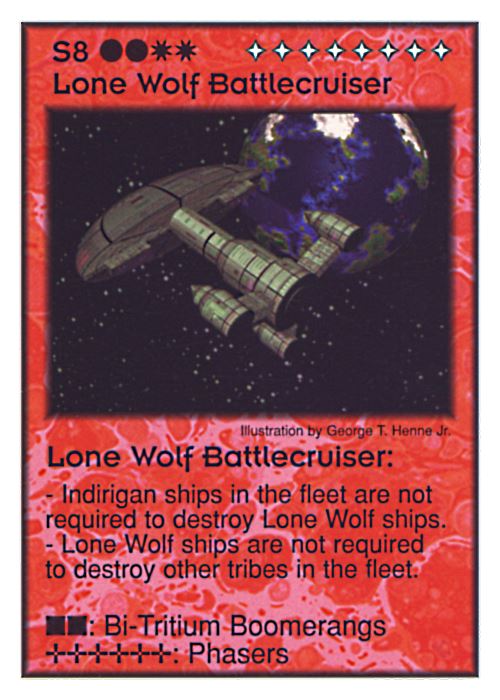 S8
Lone Wolf Battlecruiser
Illustration by George T. Henne Jr.
Lone Wolf Battlecruiser:
- Indirigan ships in the fleet are not
required to destroy Lone Wolf ships.
- Lone Wolf ships are not required
to destroy other tribes in the fleet.
: Bi-Tritium Boomerangs
: Phasers